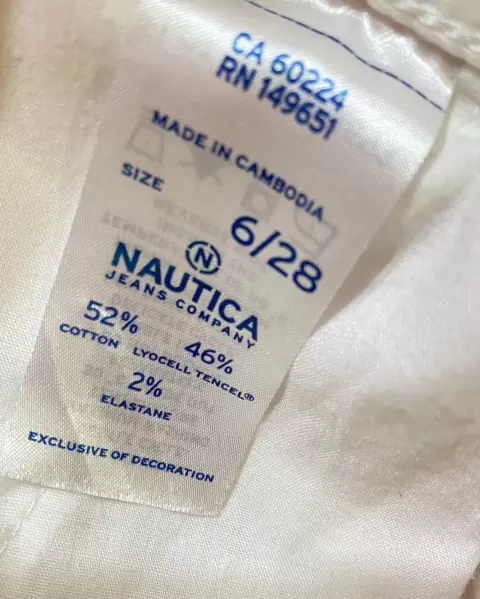 CA 60224
RN 149651
MADE IN CAMBODIA
SIZE
6/28
N
NAUTICA
JEANS COMPANY
52% 46%
COTTON LYOCELL TENCEL®
2%
ELASTANE
EXCLUSIVE OF DECORATION